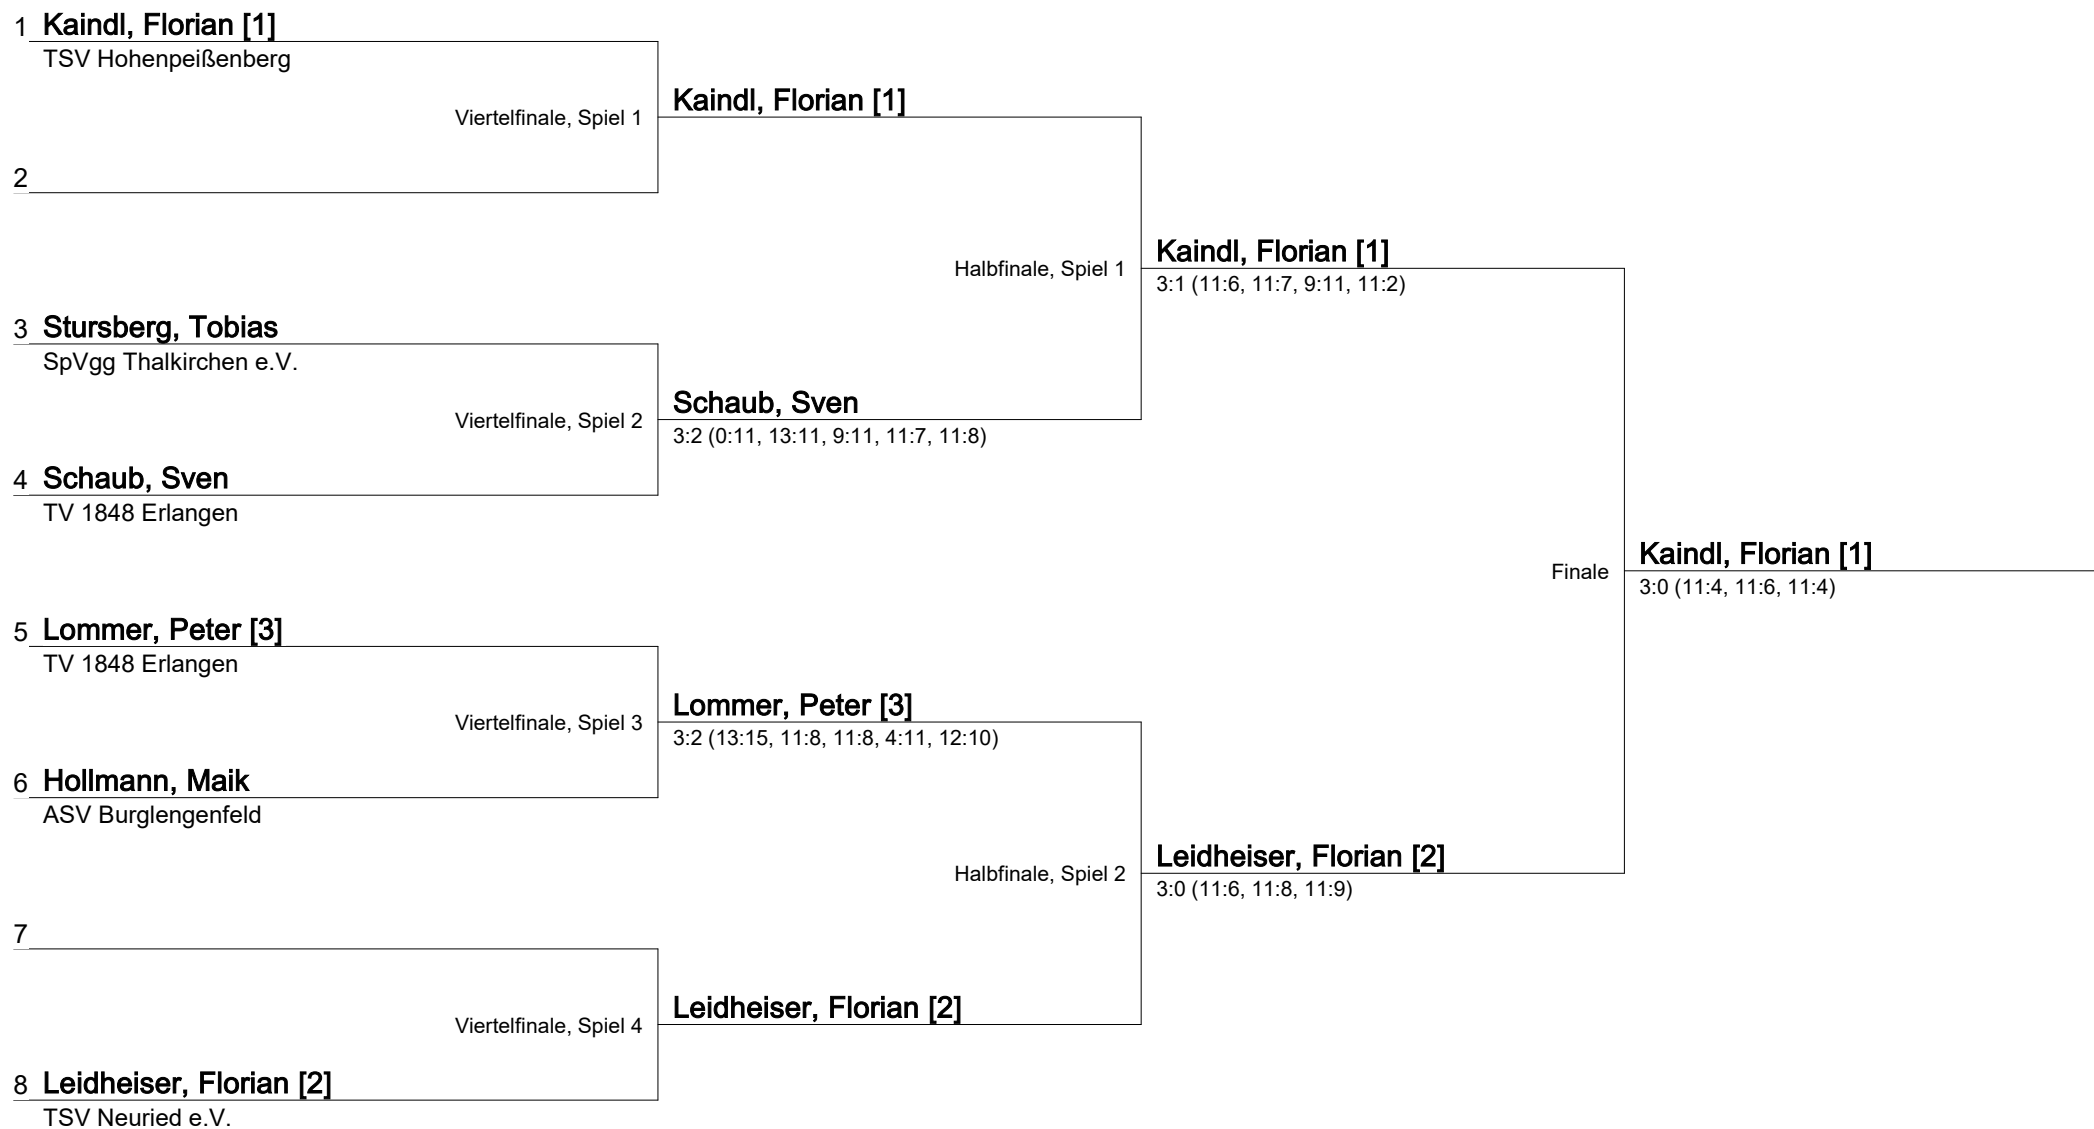 1 Kaindl, Florian [1]
TSV Hohenpeißenberg
Viertelfinale, Spiel 1
Kaindl, Florian [1]
2
Halbfinale, Spiel 1
Kaindl, Florian [1]
3:1 (11:6, 11:7, 9:11, 11:2)
3 Stursberg, Tobias
SpVgg Thalkirchen e.V.
Viertelfinale, Spiel 2
Schaub, Sven
3:2 (0:11, 13:11, 9:11, 11:7, 11:8)
4 Schaub, Sven
TV 1848 Erlangen
Finale
Kaindl, Florian [1]
3:0 (11:4, 11:6, 11:4)
5 Lommer, Peter [3]
TV 1848 Erlangen
Viertelfinale, Spiel 3
Lommer, Peter [3]
3:2 (13:15, 11:8, 11:8, 4:11, 12:10)
6 Hollmann, Maik
ASV Burglengenfeld
Halbfinale, Spiel 2
Leidheiser, Florian [2]
3:0 (11:6, 11:8, 11:9)
7
Viertelfinale, Spiel 4
Leidheiser, Florian [2]
8 Leidheiser, Florian [2]
TSV Neuried e.V.